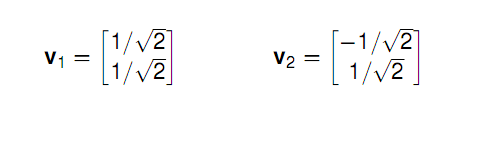 v₁ = [1/√2 1/√2] v₂ = [−1/√2 1/√2]